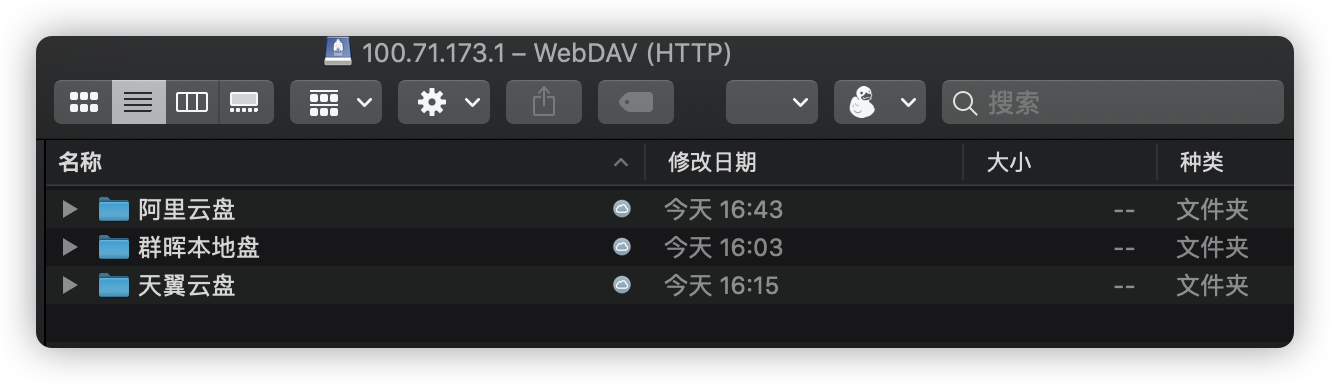 100.71.173.1 – WebDAV (HTTP)
搜索
名称 修改日期 大小 种类
阿里云盘 今天 16:43 -- 文件夹
群晖本地盘 今天 16:03 -- 文件夹
天翼云盘 今天 16:15 -- 文件夹